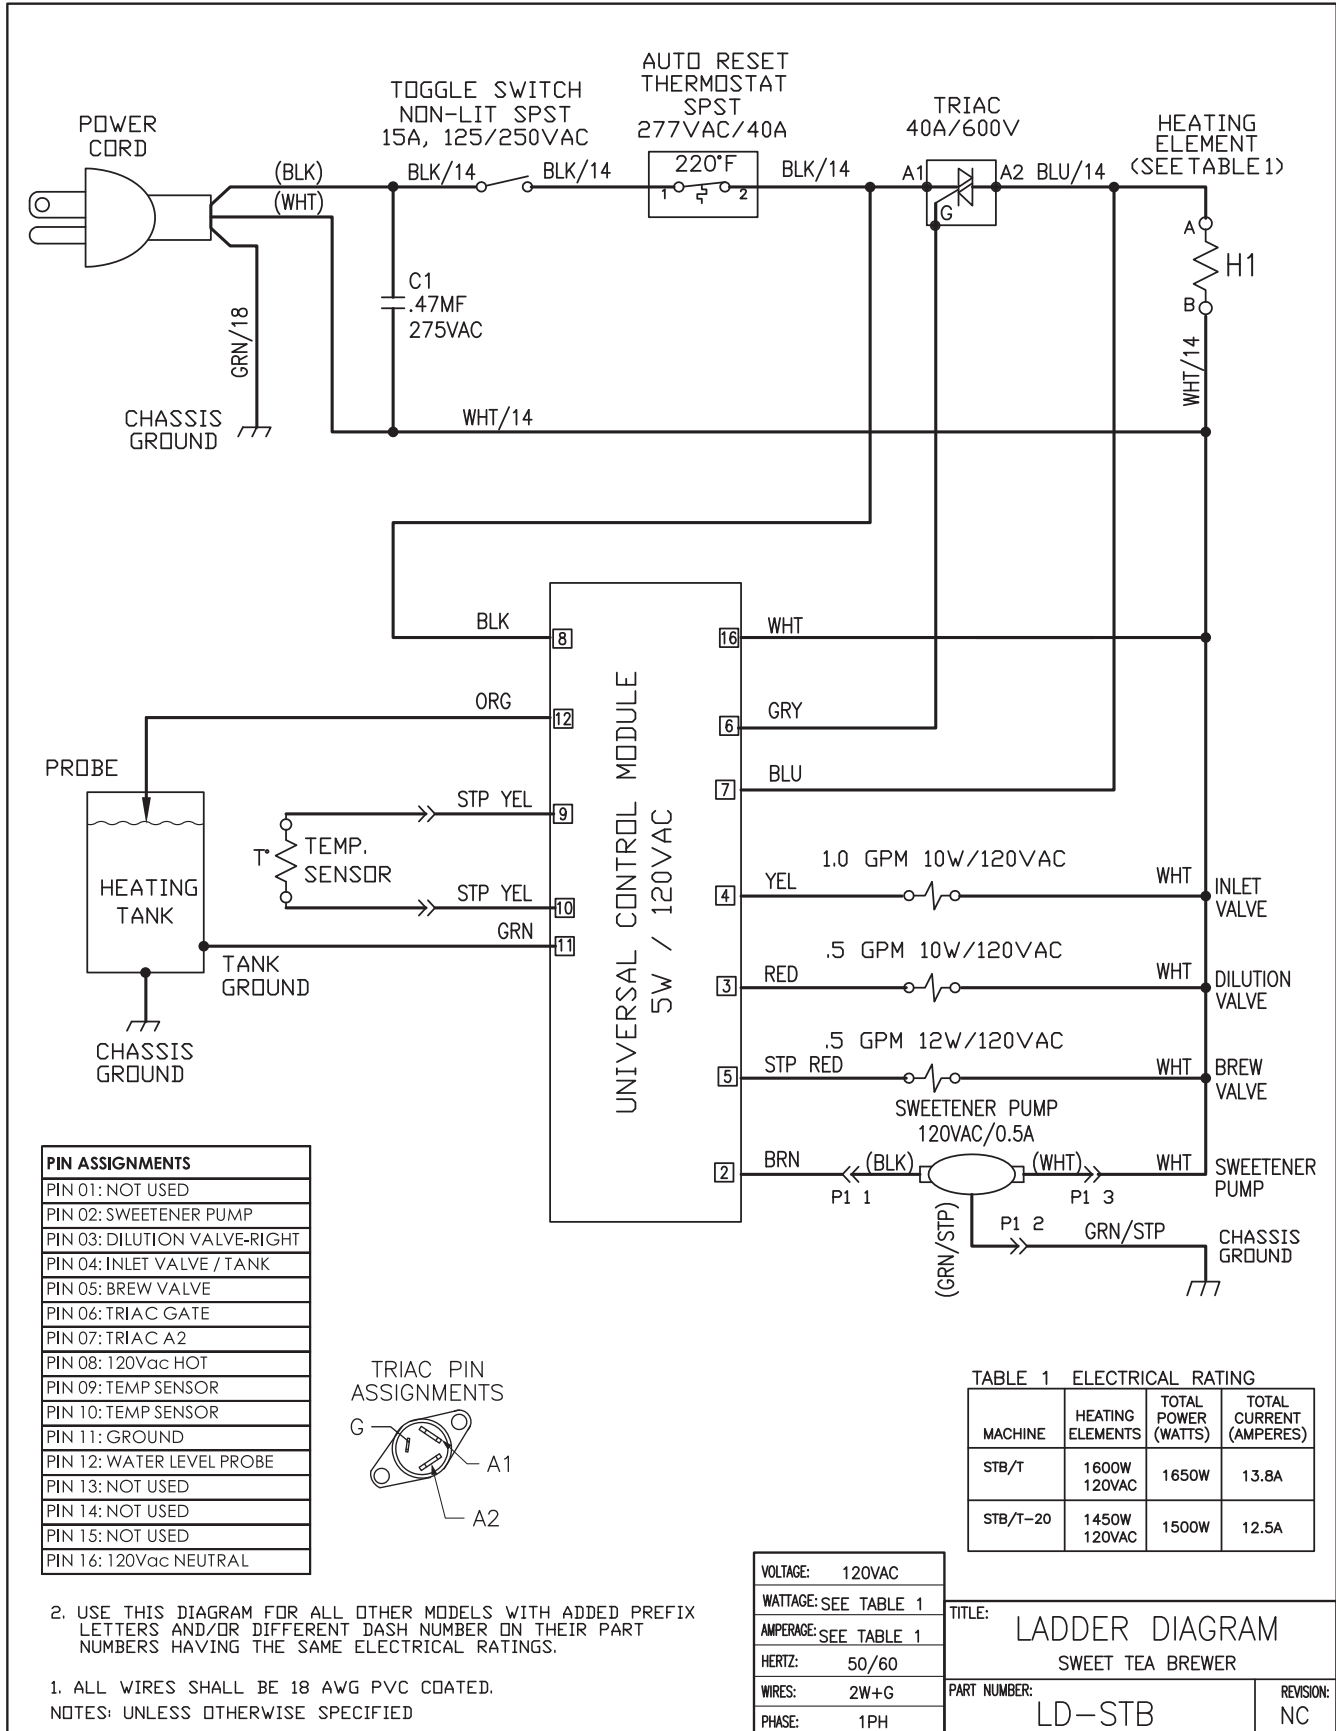 AUTO RESET
THERMOSTAT
SPST
277VAC/40A
TOGGLE SWITCH
NON-LIT SPST
15A, 125/250VAC
TRIAC
40A/600V
HEATING
ELEMENT
(SEE TABLE 1)
POWER
CORD
(BLK)
BLK/14
BLK/14
220°F
1
2
BLK/14
A1
A2
BLU/14
G
(WHT)
A
H1
B
C1
.47MF
275VAC
GRN/18
WHT/14
CHASSIS
GROUND
WHT/14
BLK
8
16
WHT
ORG
12
6
GRY
PROBE
7
BLU
STP YEL
9
T°
TEMP.
SENSOR
HEATING
TANK
STP YEL
10
GRN
11
TANK
GROUND
CHASSIS
GROUND
UNIVERSAL CONTROL MODULE
5W / 120VAC
1.0 GPM 10W/120VAC
4
YEL
WHT
INLET
VALVE
.5 GPM 10W/120VAC
3
RED
WHT
DILUTION
VALVE
.5 GPM 12W/120VAC
5
STP RED
WHT
BREW
VALVE
SWEETENER PUMP
120VAC/0.5A
2
BRN
(BLK)
(WHT)
WHT
SWEETENER
PUMP
P1 1
P1 3
(GRN/STP)
P1 2
GRN/STP
CHASSIS
GROUND
PIN ASSIGNMENTS
PIN 01: NOT USED
PIN 02: SWEETENER PUMP
PIN 03: DILUTION VALVE-RIGHT
PIN 04: INLET VALVE / TANK
PIN 05: BREW VALVE
PIN 06: TRIAC GATE
PIN 07: TRIAC A2
PIN 08: 120Vac HOT
PIN 09: TEMP SENSOR
PIN 10: TEMP SENSOR
PIN 11: GROUND
PIN 12: WATER LEVEL PROBE
PIN 13: NOT USED
PIN 14: NOT USED
PIN 15: NOT USED
PIN 16: 120Vac NEUTRAL
TRIAC PIN
ASSIGNMENTS
G
A1
A2
TABLE 1 ELECTRICAL RATING
MACHINE HEATING ELEMENTS TOTAL POWER (WATTS) TOTAL CURRENT (AMPERES)
STB/T 1600W 120VAC 1650W 13.8A
STB/T-20 1450W 120VAC 1500W 12.5A
2. USE THIS DIAGRAM FOR ALL OTHER MODELS WITH ADDED PREFIX
LETTERS AND/OR DIFFERENT DASH NUMBER ON THEIR PART
NUMBERS HAVING THE SAME ELECTRICAL RATINGS.
1. ALL WIRES SHALL BE 18 AWG PVC COATED.
NOTES: UNLESS OTHERWISE SPECIFIED
VOLTAGE: 120VAC
WATTAGE: SEE TABLE 1
AMPERAGE: SEE TABLE 1
HERTZ: 50/60
WIRES: 2W+G
PHASE: 1PH
TITLE:
LADDER DIAGRAM
SWEET TEA BREWER
PART NUMBER:
LD-STB
REVISION:
NC